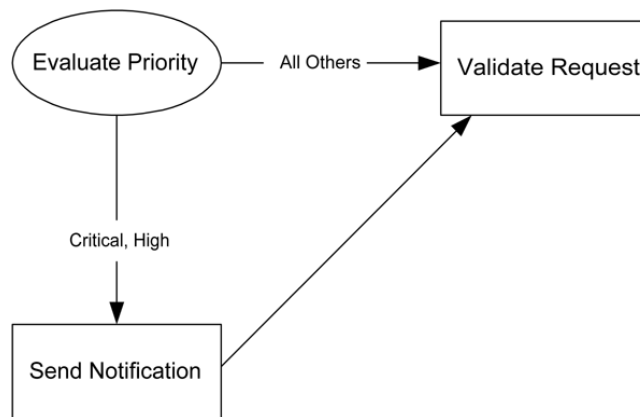 Evaluate Priority
All Others
Validate Request
Critical, High
Send Notification